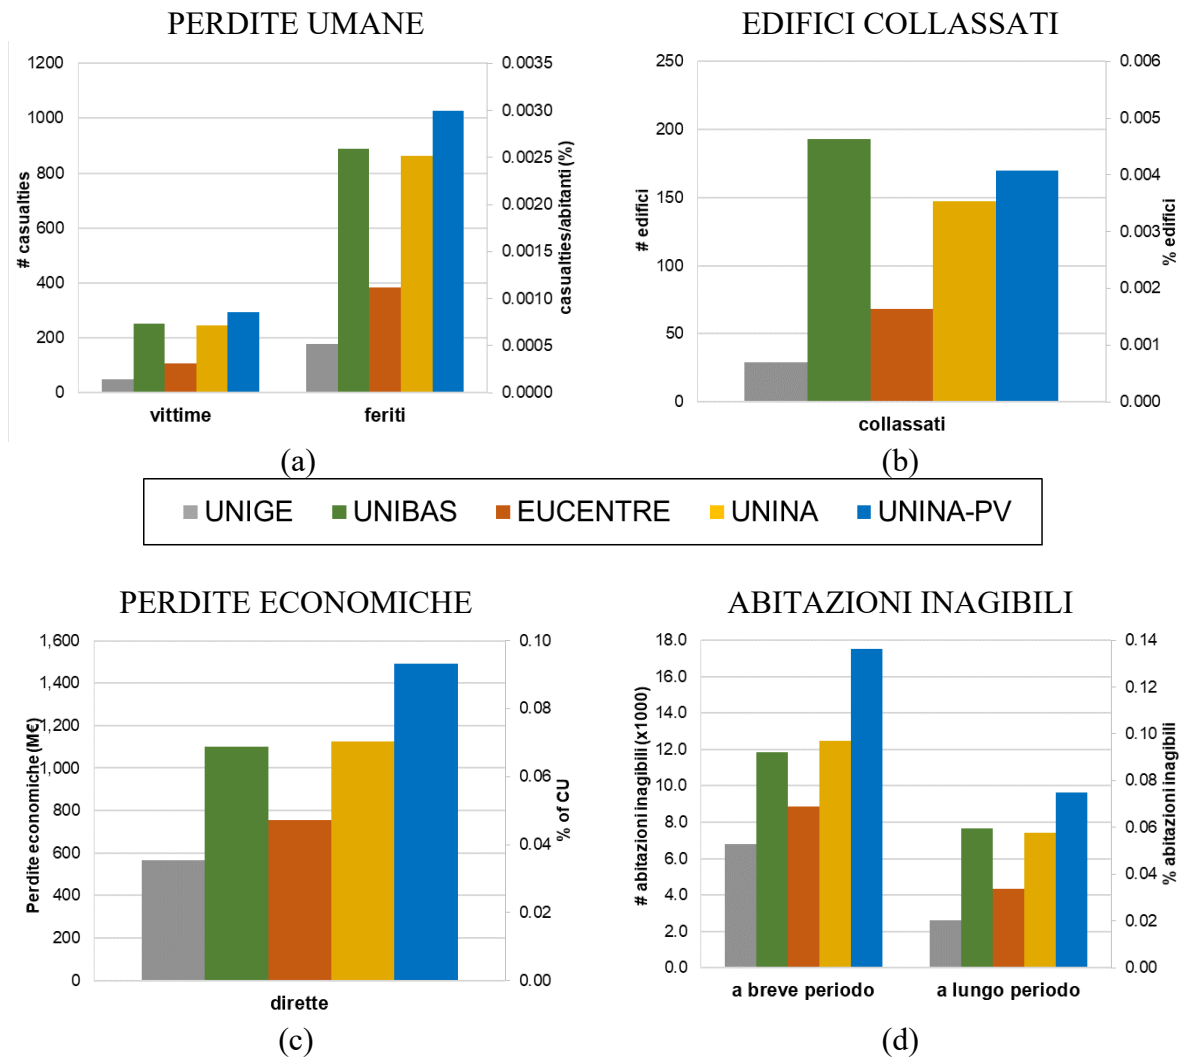 PERDITE UMANE
1200
1000
800
600
400
200
0
# casualties
0.0035
0.0030
0.0025
0.0020
0.0015
0.0010
0.0005
0.0000
casualties/abitanti (%)
vittime
feriti
(a)
EDIFICI COLLASSATI
250
200
150
100
50
0
# edifici
0.006
0.005
0.004
0.003
0.002
0.001
0.000
% edifici
collassati
(b)
UNIGE UNIBAS EUCENTRE UNINA UNINA-PV
PERDITE ECONOMICHE
1,600
1,400
1,200
1,000
800
600
400
200
0
Perdite economiche (M€)
0.10
0.08
0.06
0.04
0.02
0.00
% of CU
dirette
(c)
ABITAZIONI INAGIBILI
18.0
16.0
14.0
12.0
10.0
8.0
6.0
4.0
2.0
0.0
# abitazioni inagibili (x1000)
0.14
0.12
0.10
0.08
0.06
0.04
0.02
0.00
% abitazioni inagibili
a breve periodo
a lungo periodo
(d)